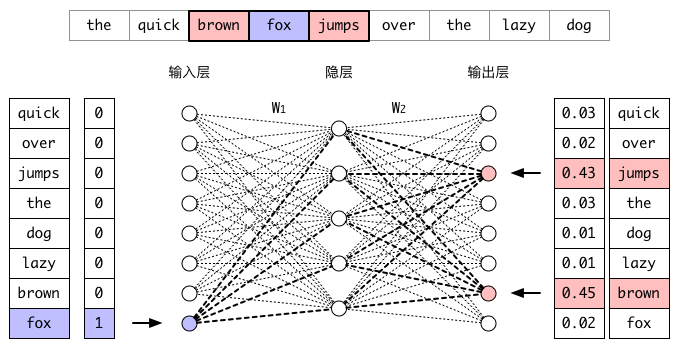 the quick brown fox jumps over the lazy dog
输入层 隐层 输出层
W1 W2
quick 0 0.03 quick
over 0 0.02 over
jumps 0 0.43 jumps
the 0 0.03 the
dog 0 0.01 dog
lazy 0 0.01 lazy
brown 0 0.45 brown
fox 1 0.02 fox